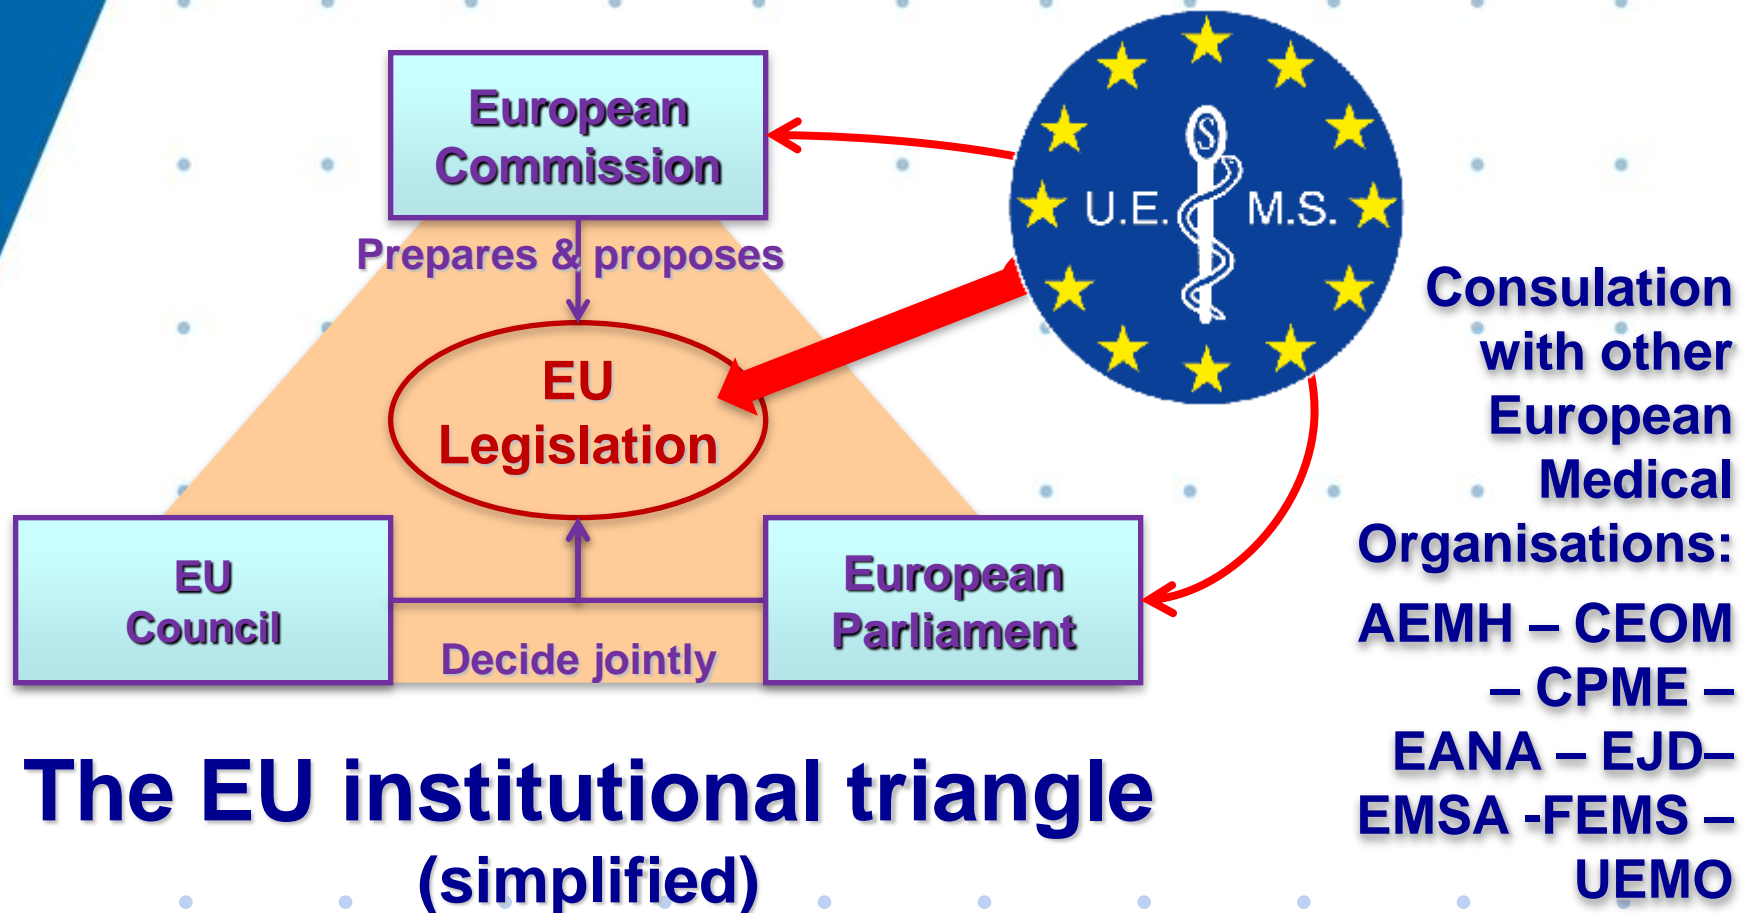 European
Commission
Prepares & proposes
EU
Legislation
EU
Council
European
Parliament
Decide jointly
The EU institutional triangle
(simplified)
S
U.E. M.S.
Consulation
with other
European
Medical
Organisations:
AEMH – CEOM
– CPME –
EANA – EJD–
EMSA -FEMS –
UEMO